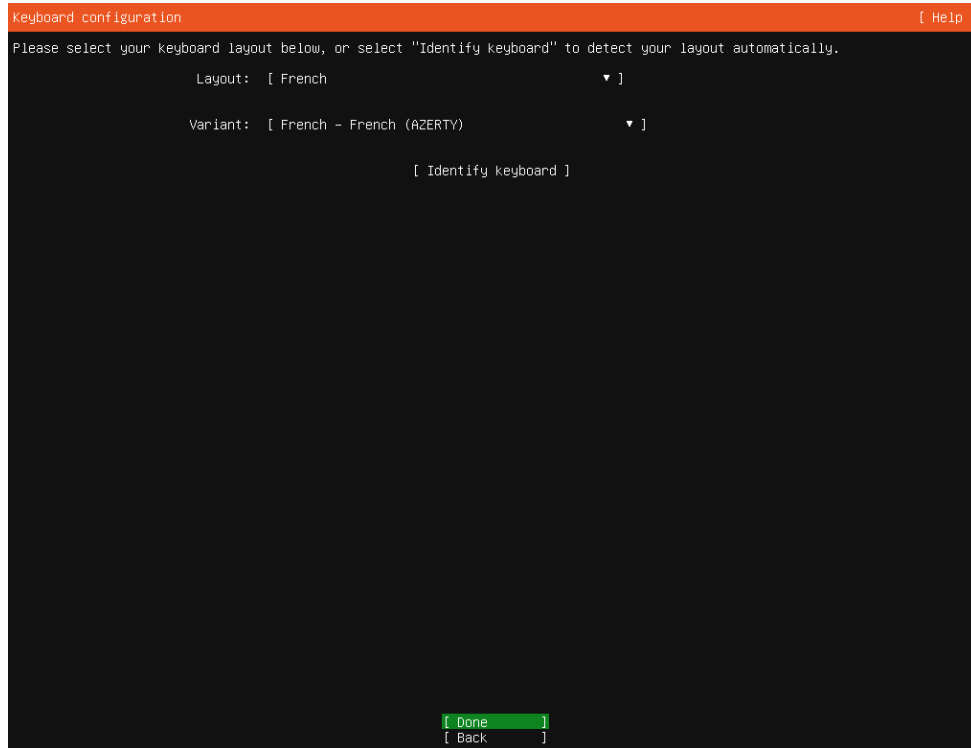 Keyboard configuration [ Help
Please select your keyboard layout below, or select "Identify keyboard" to detect your layout automatically.
Layout: [ French ▾ ]
Variant: [ French – French (AZERTY) ▾ ]
[ Identify keyboard ]
[ Done ]
[ Back ]